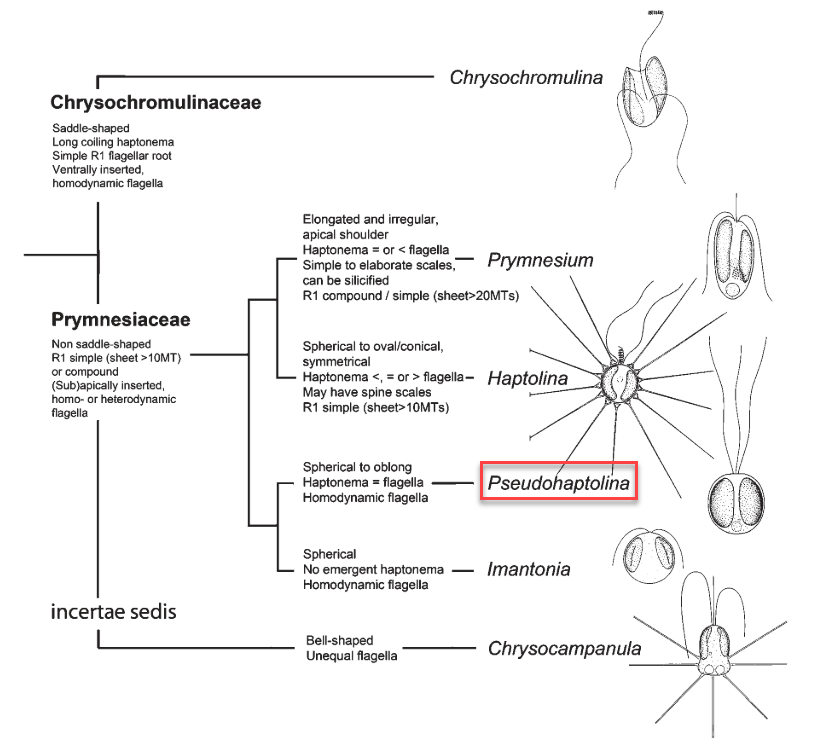 Chrysochromulina
Chrysochromulinaceae
Saddle-shaped
Long coiling haptonema
Simple R1 flagellar root
Ventrally inserted,
homodynamic flagella
Elongated and irregular,
apical shoulder
Haptonema = or < flagella
Simple to elaborate scales,
can be silicified
R1 compound / simple (sheet>20MTs)
Prymnesium
Prymnesiaceae
Non saddle-shaped
R1 simple (sheet >10MT)
or compound
(Sub)apically inserted,
homo- or heterodynamic
flagella
Spherical to oval/conical,
symmetrical
Haptonema <, = or > flagella
May have spine scales
R1 simple (sheet>10MTs)
Haptolina
Spherical to oblong
Haptonema = flagella
Homodynamic flagella
Pseudohaptolina
Spherical
No emergent haptonema
Homodynamic flagella
Imantonia
incertae sedis
Bell-shaped
Unequal flagella
Chrysocampanula